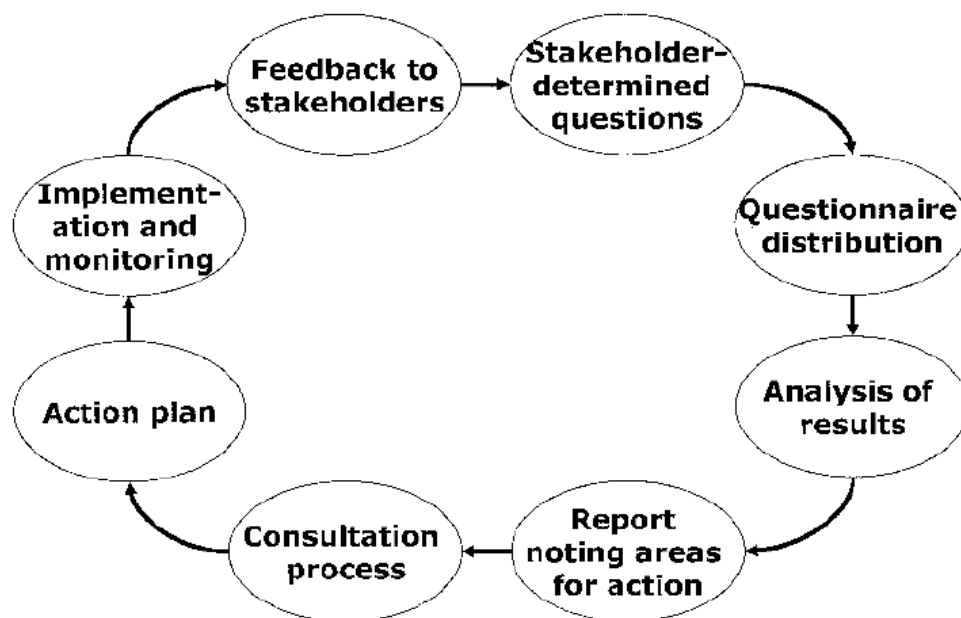 Feedback to
stakeholders
Stakeholder-
determined
questions
Questionnaire
distribution
Analysis of
results
Report
noting areas
for action
Consultation
process
Action plan
Implement-
ation and
monitoring